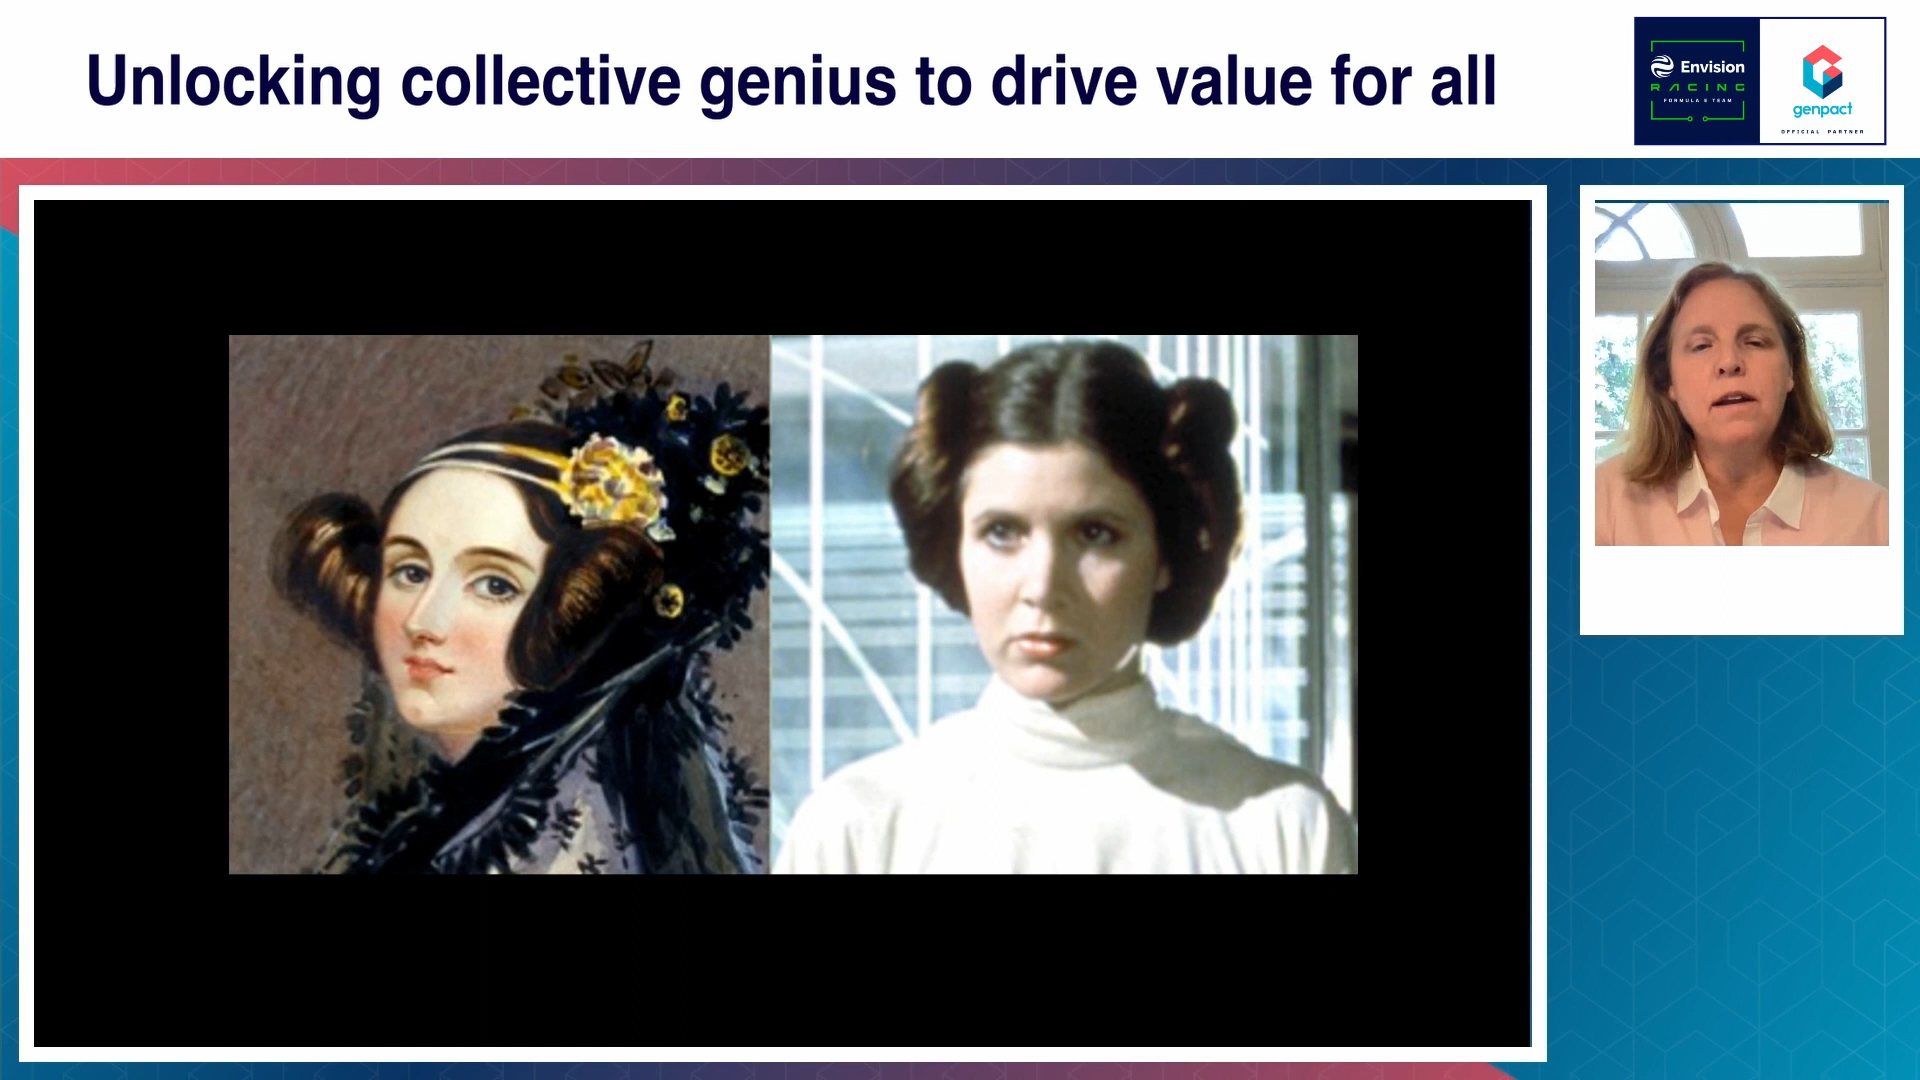 Unlocking collective genius to drive value for all
Envision
RACING
FORMULA E TEAM
genpact
OFFICIAL PARTNER